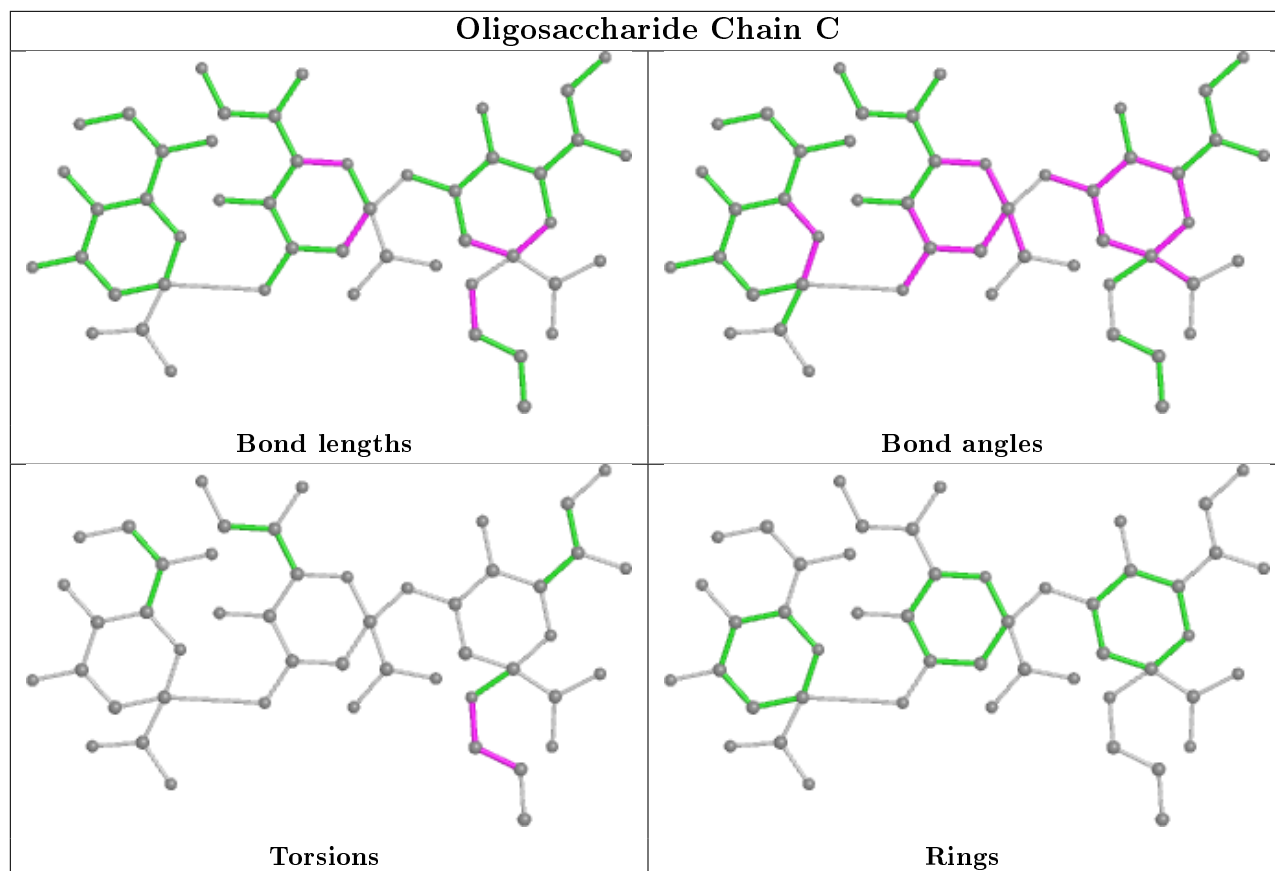 Oligosaccharide Chain C
Bond lengths
Bond angles
Torsions
Rings